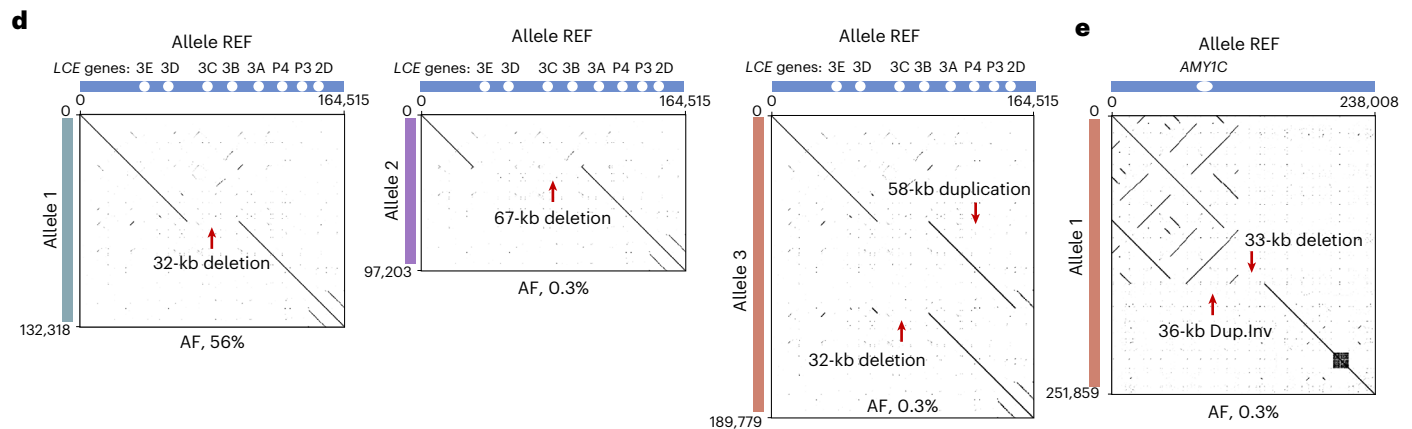 d
Allele REF
LCE genes: 3E 3D 3C 3B 3A P4 P3 2D
0 164,515
0
Allele 1
32-kb deletion
132,318
AF, 56%
Allele REF
LCE genes: 3E 3D 3C 3B 3A P4 P3 2D
0 164,515
0
Allele 2
67-kb deletion
97,203
AF, 0.3%
Allele REF
LCE genes: 3E 3D 3C 3B 3A P4 P3 2D
0 164,515
0
58-kb duplication
Allele 3
32-kb deletion
AF, 0.3%
189,779
e
Allele REF
AMY1C
0 238,008
0
Allele 1
33-kb deletion
36-kb Dup.Inv
251,859
AF, 0.3%